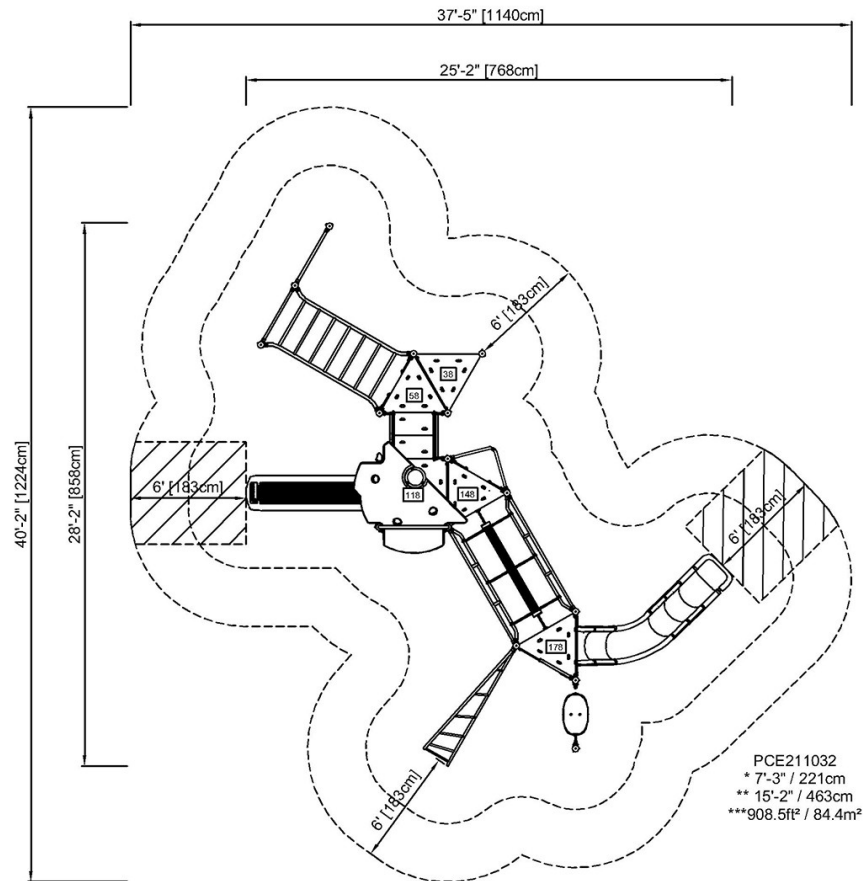 37'-5" [1140cm]
25'-2" [768cm]
40'-2" [1224cm]
28'-2" [858cm]
6' [183cm]
38
58
6' [183cm]
118
148
6' [183cm]
178
6' [183cm]
PCE211032
* 7'-3" / 221cm
** 15'-2" / 463cm
***908.5ft² / 84.4m²